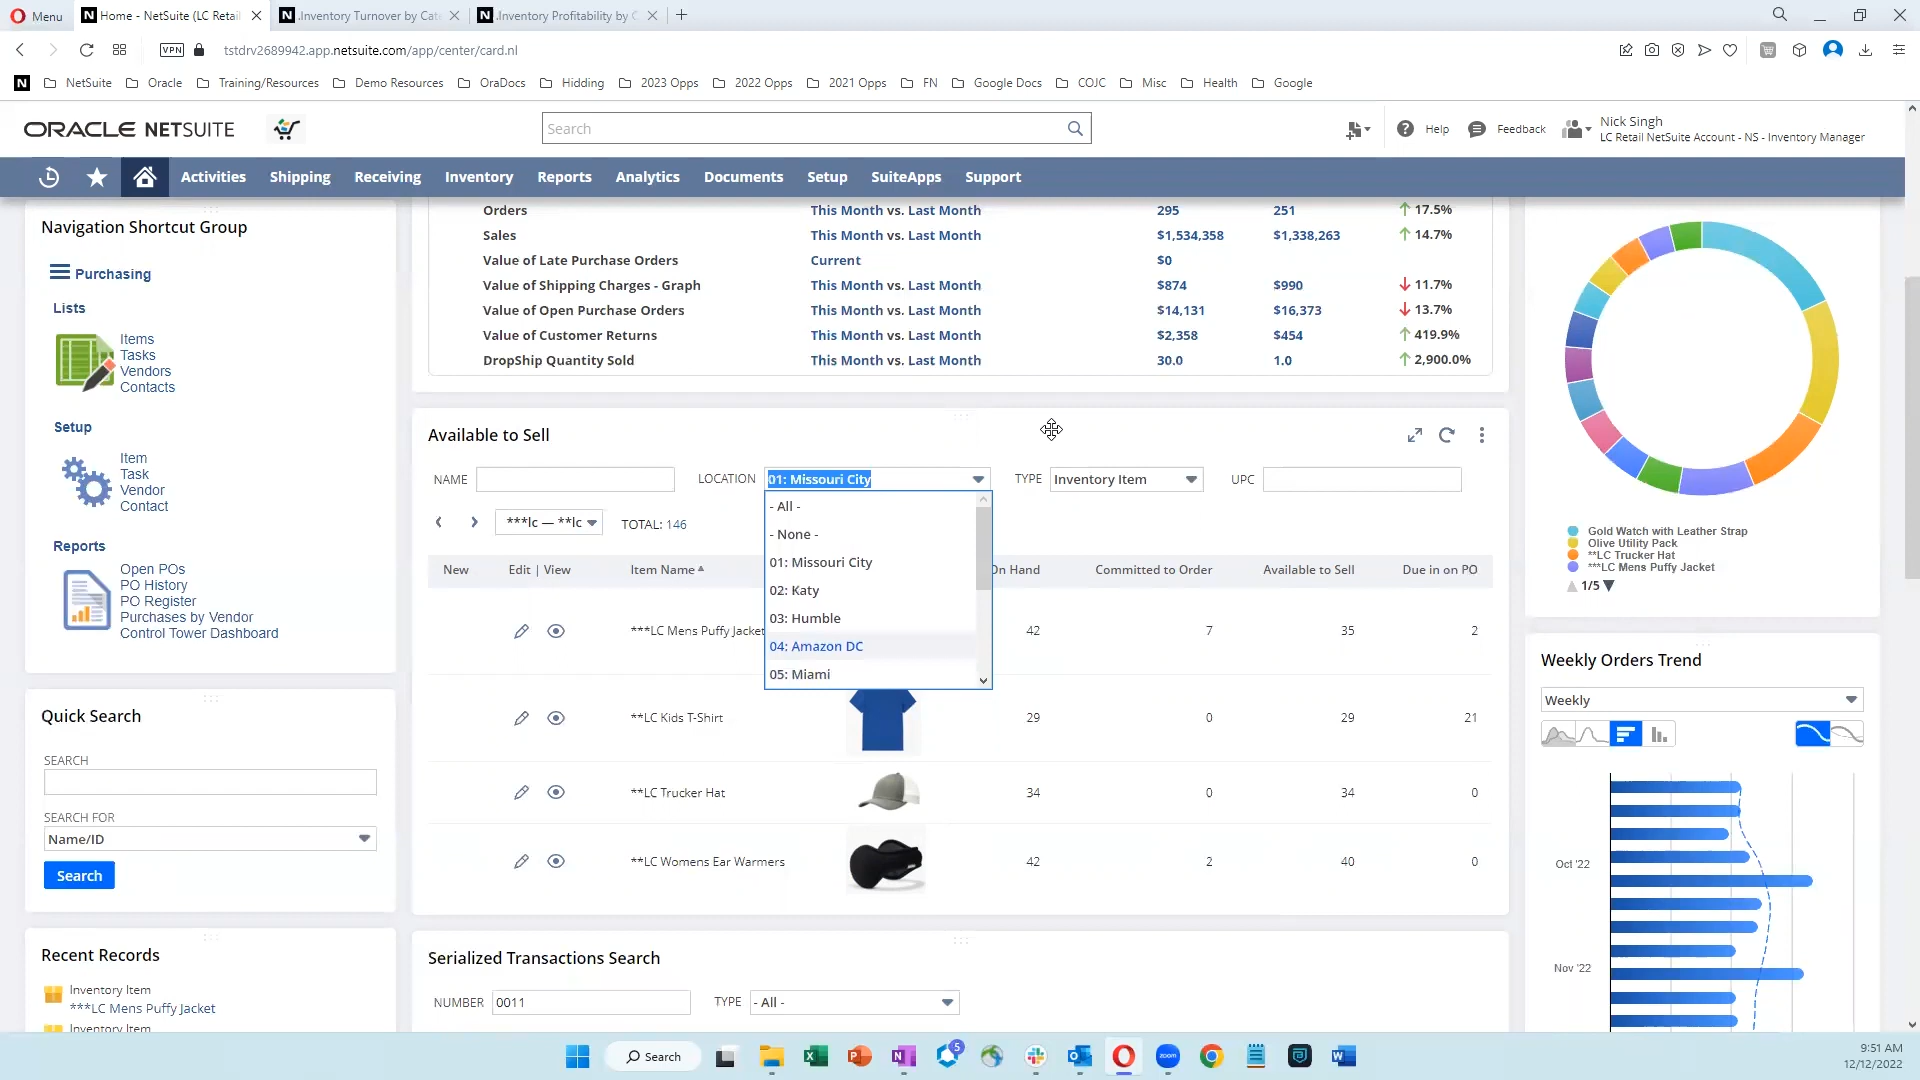 Menu
Home - NetSuite (LC Retail
.Inventory Turnover by Cate
.Inventory Profitability by C
VPN
tstdrv2689942.app.netsuite.com/app/center/card.nl
NetSuite
Oracle
Training/Resources
Demo Resources
OraDocs
Hidding
2023 Opps
2022 Opps
2021 Opps
FN
Google Docs
COJC
Misc
Health
Google
ORACLE NETSUITE
Search
Help
Feedback
Nick Singh
LC Retail NetSuite Account - NS - Inventory Manager
Activities
Shipping
Receiving
Inventory
Reports
Analytics
Documents
Setup
SuiteApps
Support
Navigation Shortcut Group
Purchasing
Lists
Items
Tasks
Vendors
Contacts
Setup
Item
Task
Vendor
Contact
Reports
Open POs
PO History
PO Register
Purchases by Vendor
Control Tower Dashboard
Quick Search
SEARCH
SEARCH FOR
Name/ID
Search
Recent Records
Inventory Item
***LC Mens Puffy Jacket
Inventory Item
Orders This Month vs. Last Month 295 251 17.5%
Sales This Month vs. Last Month $1,534,358 $1,338,263 14.7%
Value of Late Purchase Orders Current $0
Value of Shipping Charges - Graph This Month vs. Last Month $874 $990 11.7%
Value of Open Purchase Orders This Month vs. Last Month $14,131 $16,373 13.7%
Value of Customer Returns This Month vs. Last Month $2,358 $454 419.9%
DropShip Quantity Sold This Month vs. Last Month 30.0 1.0 2,900.0%
Available to Sell
NAME LOCATION 01: Missouri City TYPE Inventory Item UPC
***lc — **lc TOTAL: 146
- All -
- None -
01: Missouri City
02: Katy
03: Humble
04: Amazon DC
05: Miami
New Edit | View Item Name On Hand Committed to Order Available to Sell Due in on PO
***LC Mens Puffy Jacket 42 7 35 2
**LC Kids T-Shirt 29 0 29 21
**LC Trucker Hat 34 0 34 0
**LC Womens Ear Warmers 42 2 40 0
Serialized Transactions Search
NUMBER 0011 TYPE - All -
Gold Watch with Leather Strap
Olive Utility Pack
**LC Trucker Hat
***LC Mens Puffy Jacket
1/5
Weekly Orders Trend
Weekly
Oct '22
Nov '22
Search
5
zoom
9:51 AM
12/12/2022